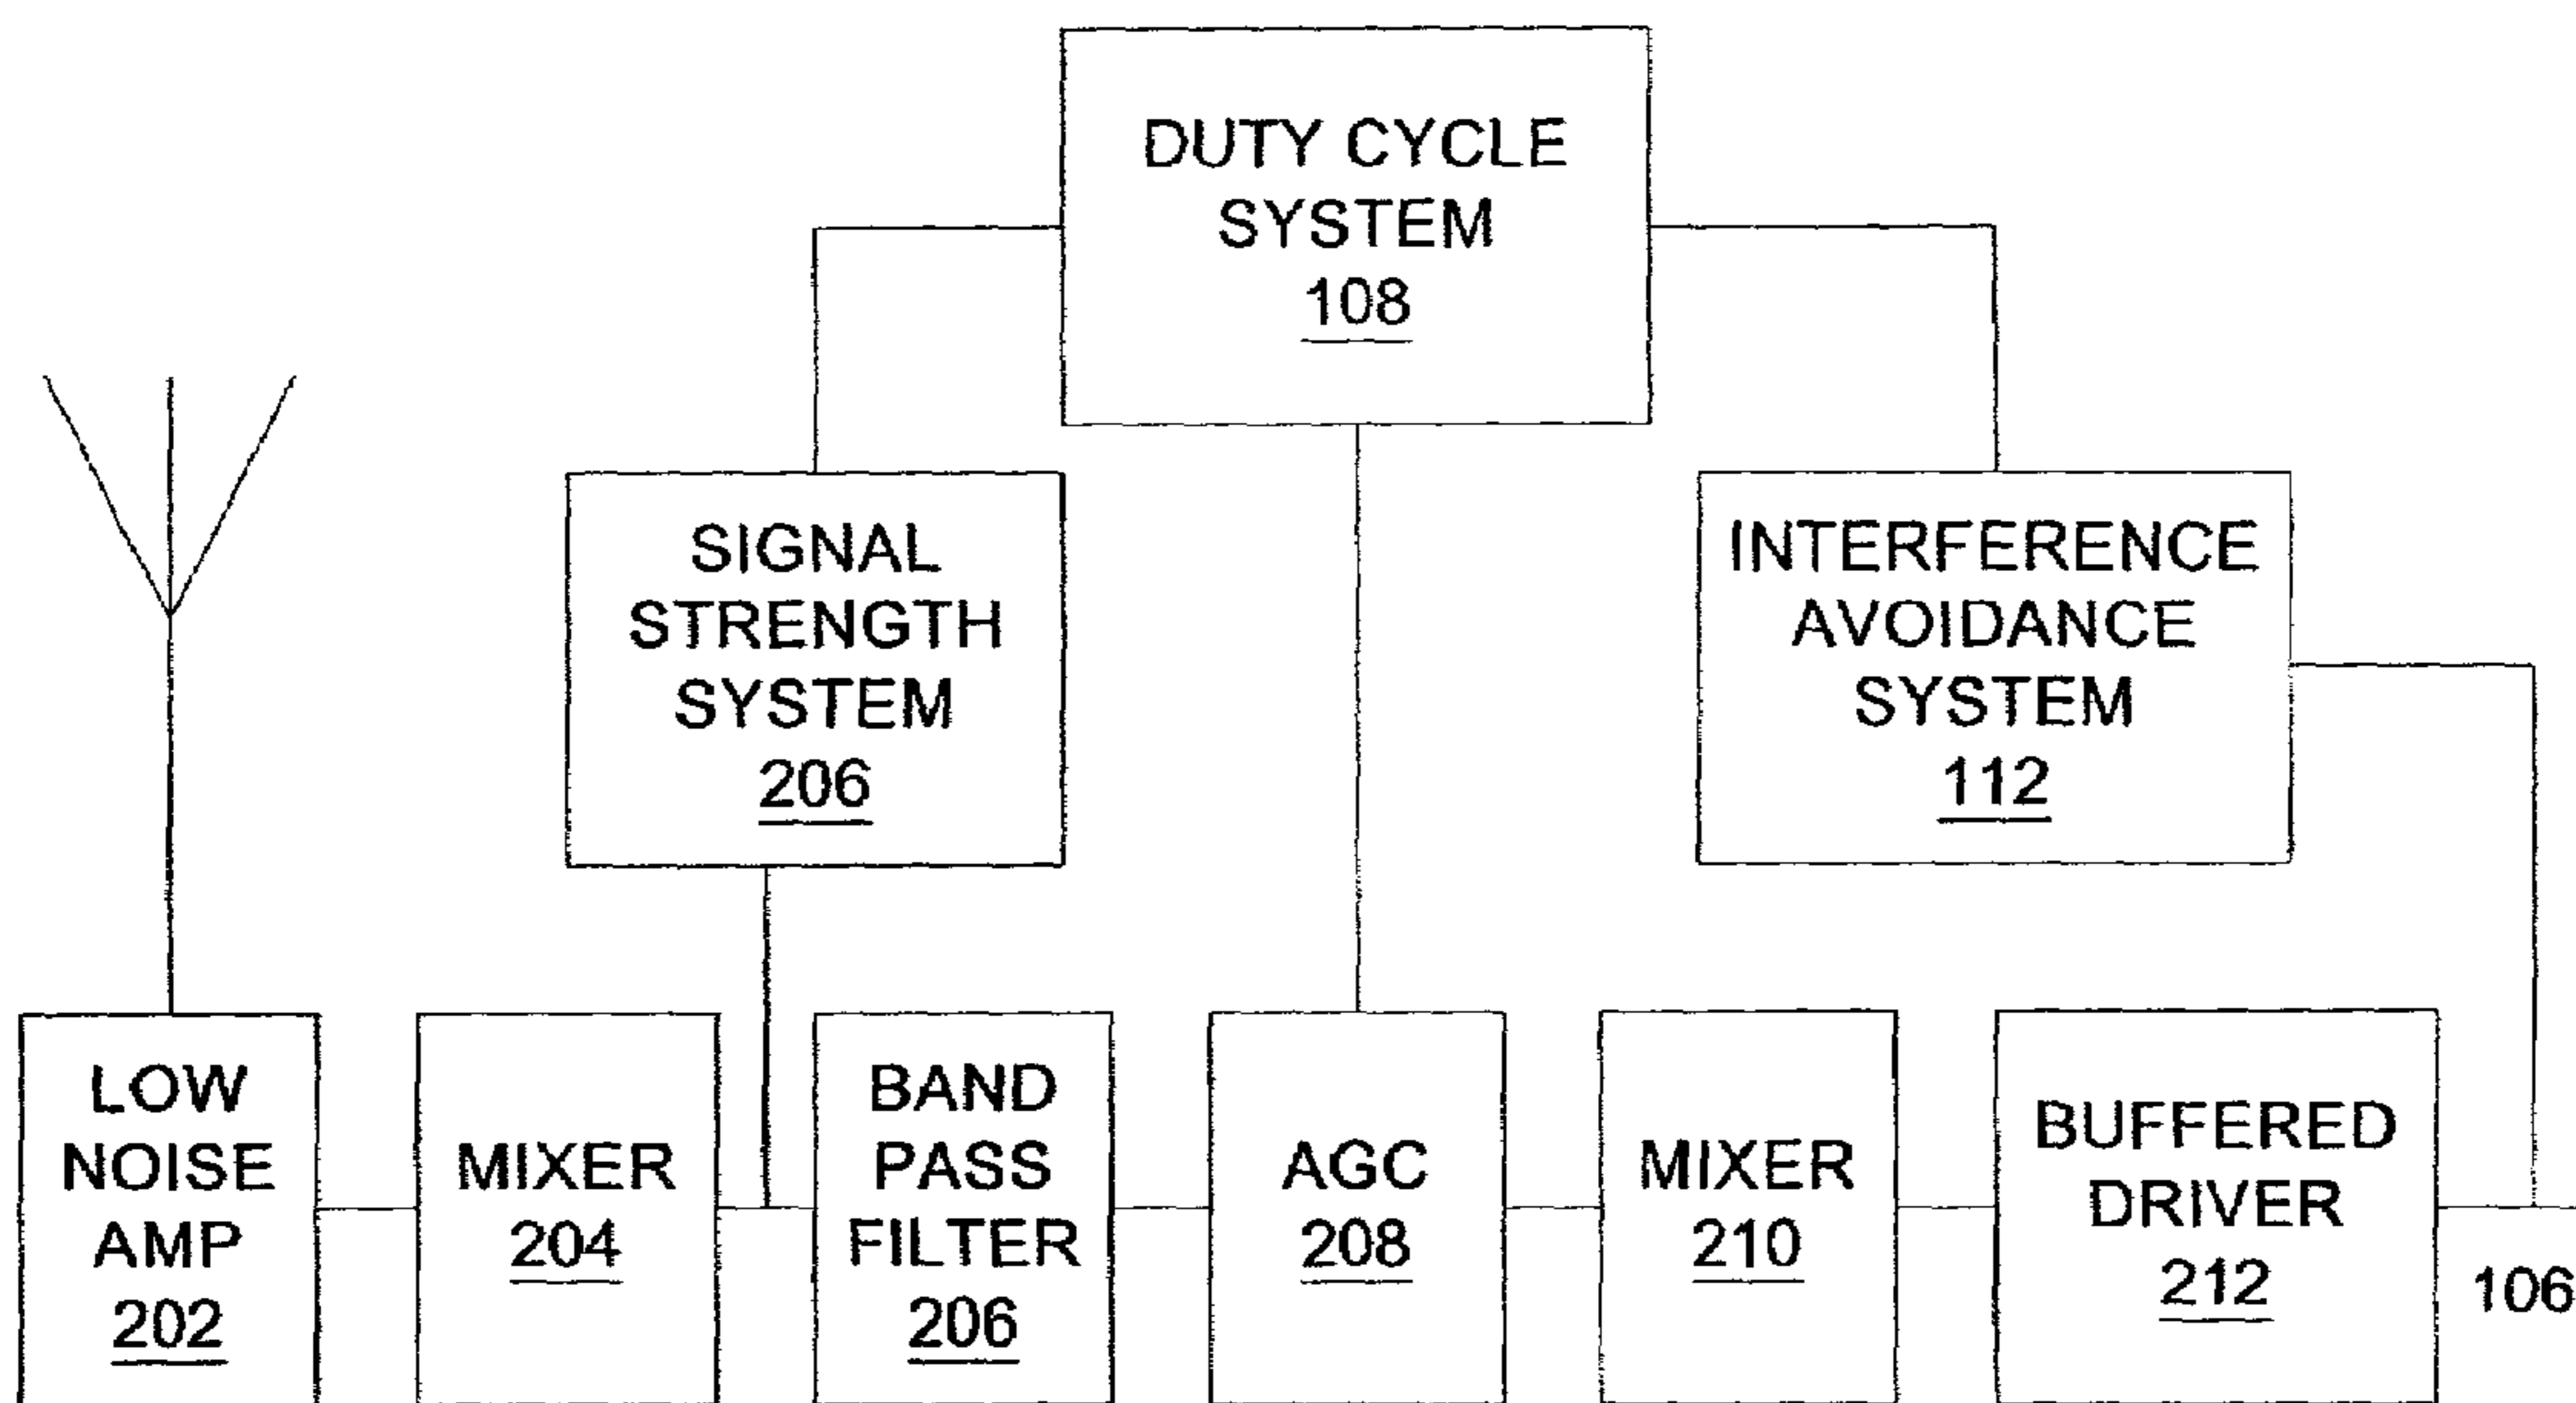 DUTY CYCLE
SYSTEM
108
SIGNAL
STRENGTH
SYSTEM
206
INTERFERENCE
AVOIDANCE
SYSTEM
112
LOW
NOISE
AMP
202
MIXER
204
BAND
PASS
FILTER
206
AGC
208
MIXER
210
BUFFERED
DRIVER
212
106